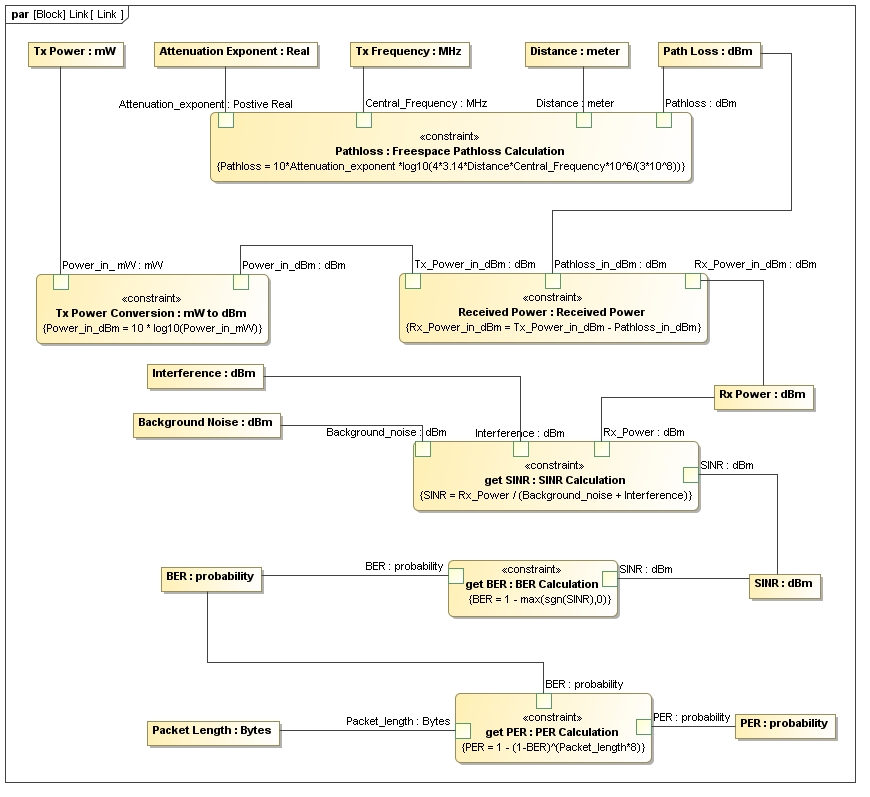 par [Block] Link [ Link ]
Tx Power : mW
Attenuation Exponent : Real
Tx Frequency : MHz
Distance : meter
Path Loss : dBm
Attenuation_exponent : Postive Real
Central_Frequency : MHz
Distance : meter
Pathloss : dBm
«constraint»
Pathloss : Freespace Pathloss Calculation
{Pathloss = 10*Attenuation_exponent *log10(4*3.14*Distance*Central_Frequency*10^6/(3*10^8))}
Power_in_ mW : mW
Power_in_dBm : dBm
Tx_Power_in_dBm : dBm
Pathloss_in_dBm : dBm
Rx_Power_in_dBm : dBm
«constraint»
Tx Power Conversion : mW to dBm
{Power_in_dBm = 10 * log10(Power_in_mW)}
«constraint»
Received Power : Received Power
{Rx_Power_in_dBm = Tx_Power_in_dBm - Pathloss_in_dBm}
Interference : dBm
Rx Power : dBm
Background Noise : dBm
Background_noise : dBm
Interference : dBm
Rx_Power : dBm
«constraint»
get SINR : SINR Calculation
{SINR = Rx_Power / (Background_noise + Interference)}
SINR : dBm
BER : probability
BER : probability
«constraint»
get BER : BER Calculation
{BER = 1 - max(sgn(SINR),0)}
SINR : dBm
SINR : dBm
BER : probability
Packet Length : Bytes
Packet_length : Bytes
«constraint»
get PER : PER Calculation
{PER = 1 - (1-BER)^(Packet_length*8)}
PER : probability
PER : probability